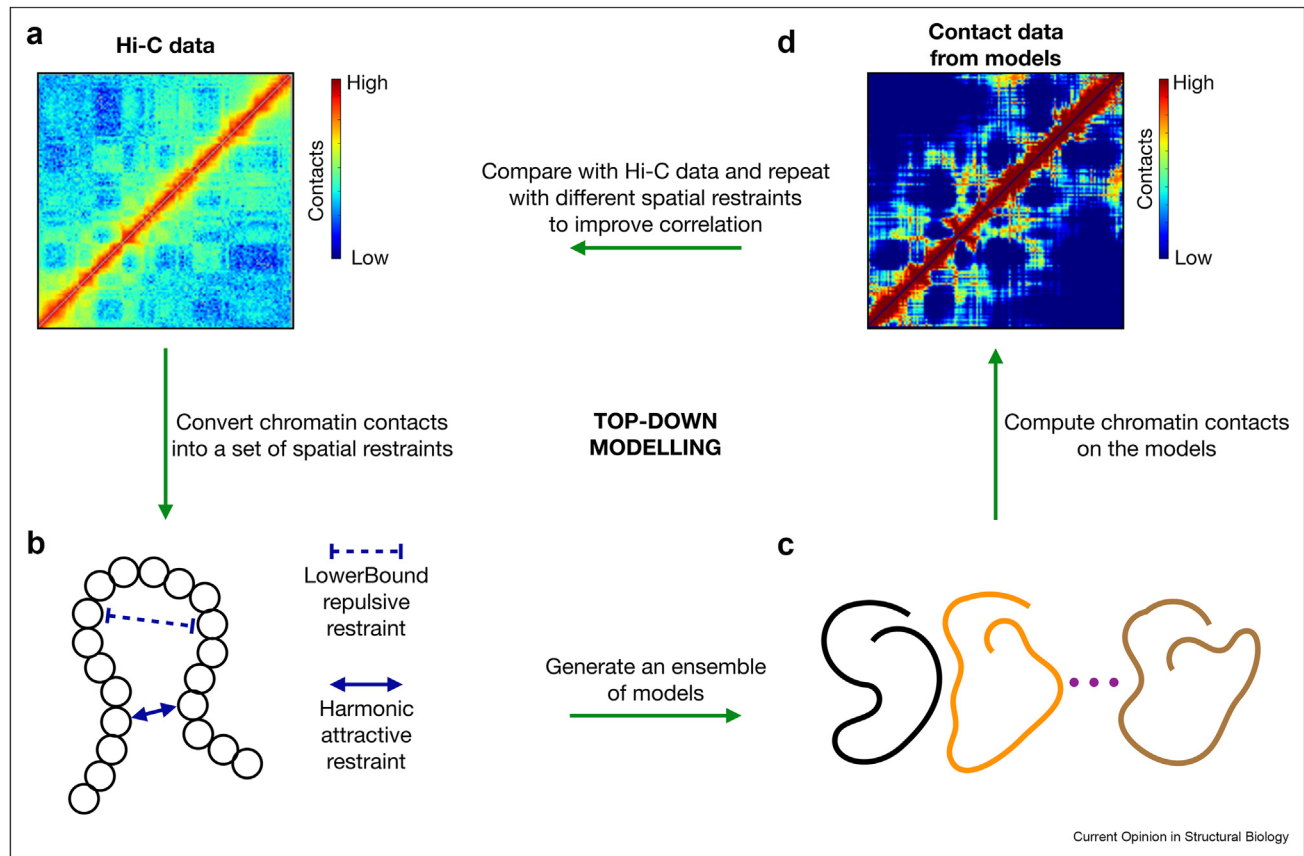 a
Hi-C data
High
Contacts
Low
d
Contact data
from models
High
Contacts
Low
Compare with Hi-C data and repeat
with different spatial restraints
to improve correlation
Convert chromatin contacts
into a set of spatial restraints
TOP-DOWN
MODELLING
Compute chromatin contacts
on the models
b
LowerBound
repulsive
restraint
Harmonic
attractive
restraint
Generate an ensemble
of models
c
Current Opinion in Structural Biology